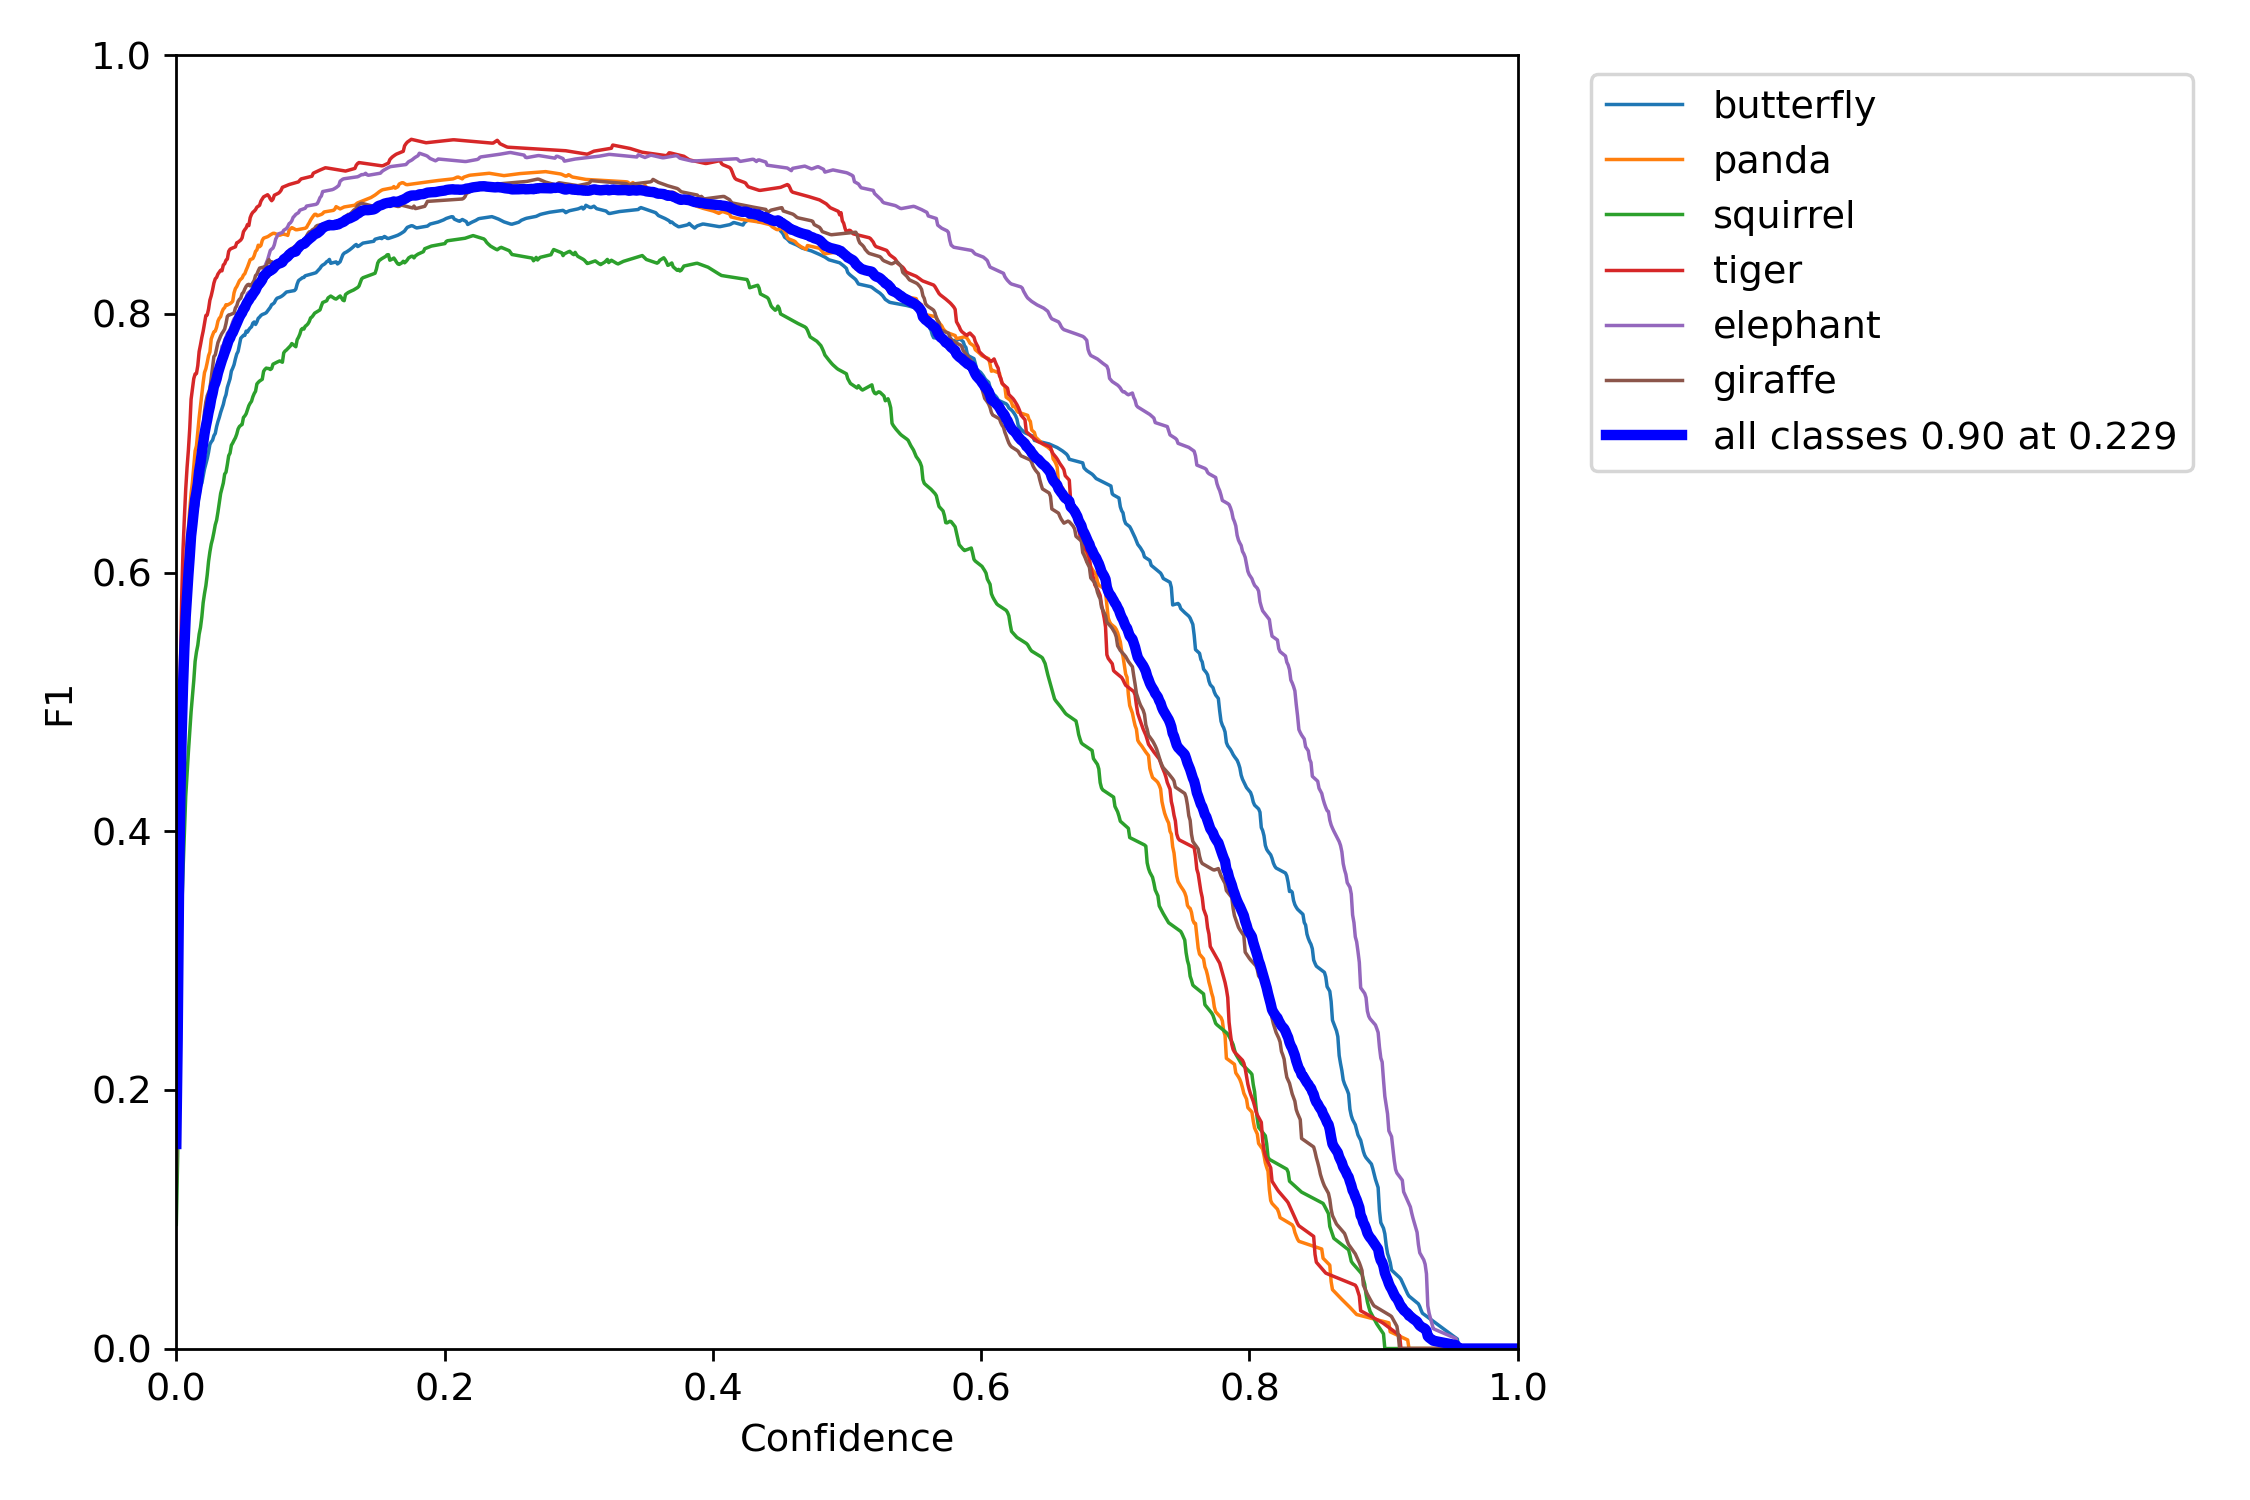 1.0
0.8
0.6
0.4
0.2
0.0
F1
0.0 0.2 0.4 0.6 0.8 1.0
Confidence
butterfly
panda
squirrel
tiger
elephant
giraffe
all classes 0.90 at 0.229